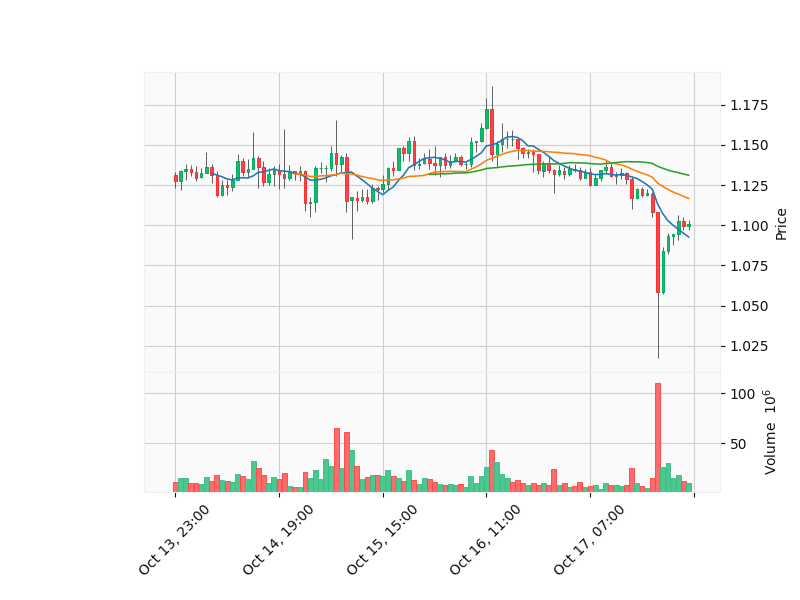 1.175
1.150
1.125
1.100
1.075
1.050
1.025
Price
100
50
Volume 10^6
Oct 13, 23:00
Oct 14, 19:00
Oct 15, 15:00
Oct 16, 11:00
Oct 17, 07:00